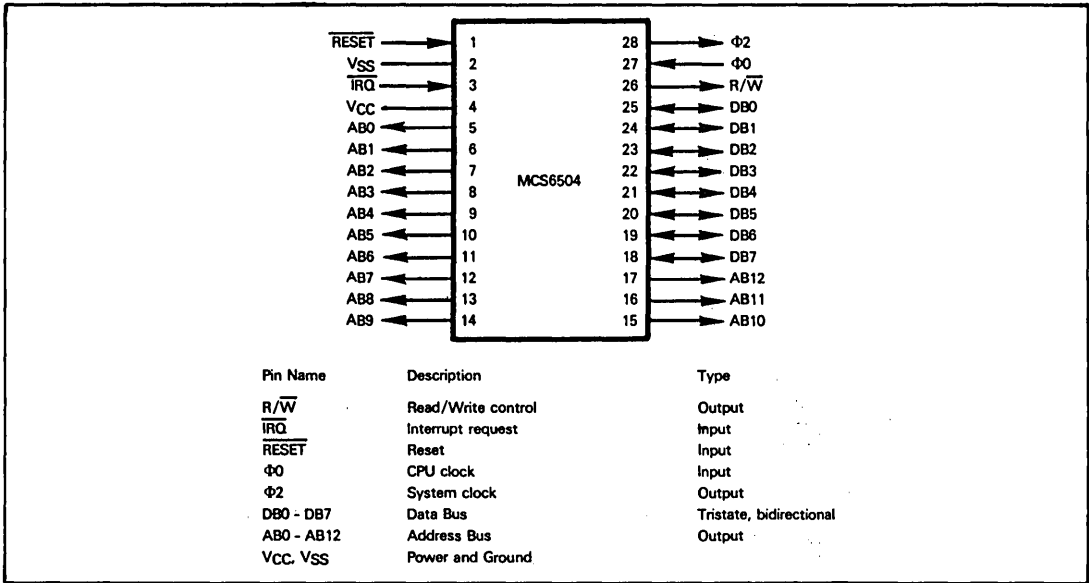 RESET 1 28 Φ2
VSS 2 27 Φ0
IRQ 3 26 R/W
VCC 4 25 DB0
AB0 5 24 DB1
AB1 6 23 DB2
AB2 7 22 DB3
AB3 8 MCS6504 21 DB4
AB4 9 20 DB5
AB5 10 19 DB6
AB6 11 18 DB7
AB7 12 17 AB12
AB8 13 16 AB11
AB9 14 15 AB10
Pin Name Description Type
R/W Read/Write control Output
IRQ Interrupt request Input
RESET Reset Input
Φ0 CPU clock Input
Φ2 System clock Output
DB0 - DB7 Data Bus Tristate, bidirectional
AB0 - AB12 Address Bus Output
VCC, VSS Power and Ground